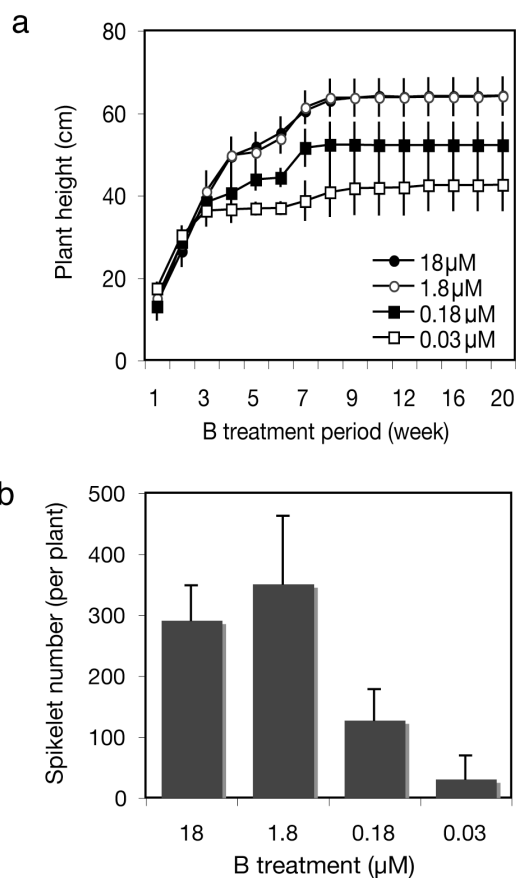 a
Plant height (cm)
80
60
40
20
0
18µM
1.8µM
0.18µM
0.03µM
1 3 5 7 9 12 16 20
B treatment period (week)
b
Spikelet number (per plant)
500
400
300
200
100
0
18 1.8 0.18 0.03
B treatment (µM)